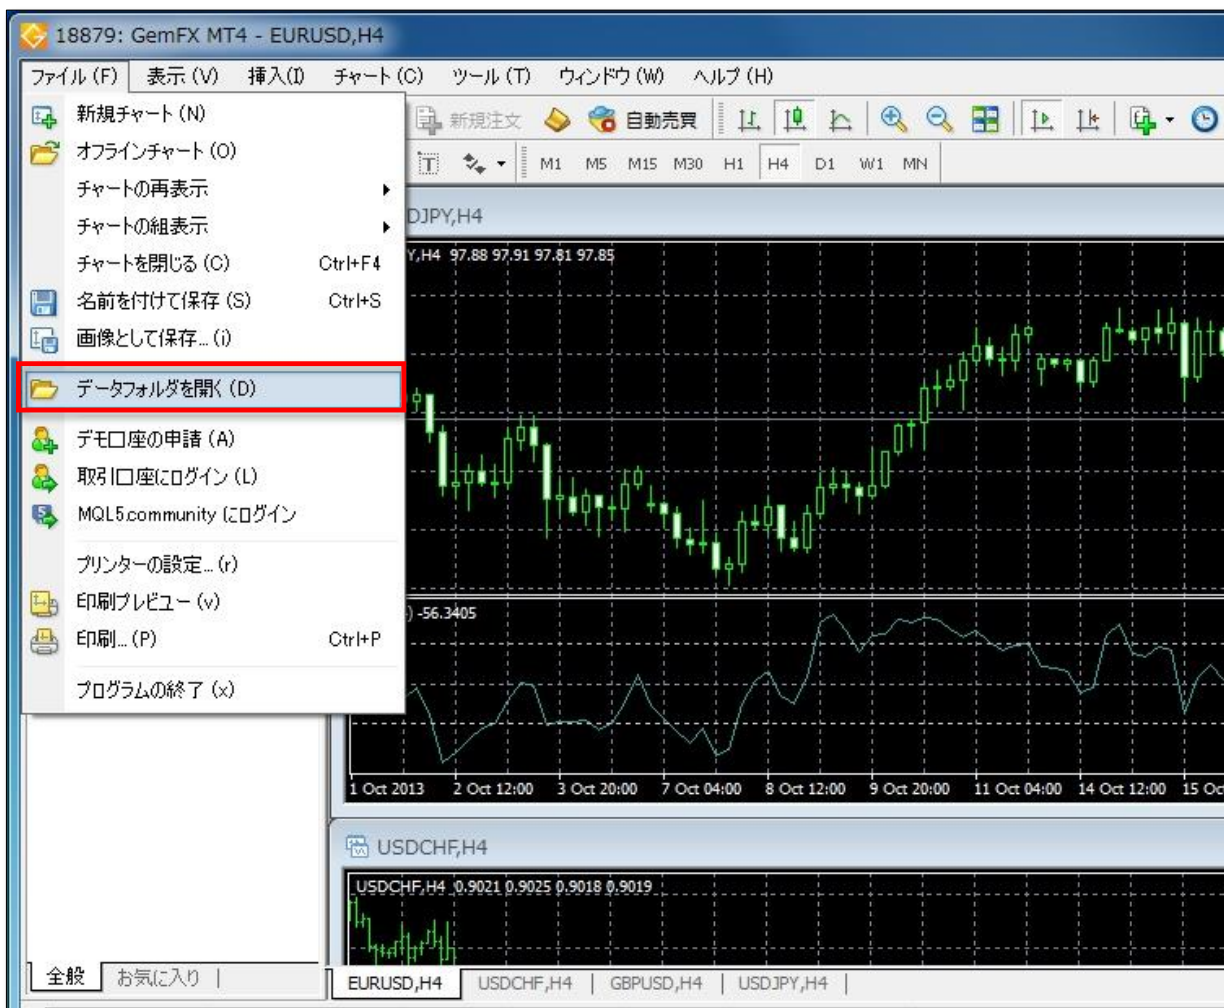 18879: GemFX MT4 - EURUSD,H4
ファイル (F) 表示 (V) 挿入(I) チャート (C) ツール (T) ウィンドウ (W) ヘルプ (H)
新規チャート (N)
新規注文 自動売買
オフラインチャート (O)
T M1 M5 M15 M30 H1 H4 D1 W1 MN
チャートの再表示
チャートの組表示
チャートを閉じる (C) Ctrl+F4
名前を付けて保存 (S) Ctrl+S
画像として保存... (i)
データフォルダを開く (D)
デモ口座の申請 (A)
取引口座にログイン (L)
MQL5.community にログイン
プリンターの設定... (r)
印刷プレビュー (v)
印刷... (P) Ctrl+P
プログラムの終了 (x)
DJPY,H4
Y,H4 97.88 97.91 97.81 97.85
) -56.3405
1 Oct 2013 2 Oct 12:00 3 Oct 20:00 7 Oct 04:00 8 Oct 12:00 9 Oct 20:00 11 Oct 04:00 14 Oct 12:00 15 Oc
USDCHF,H4
USDCHF,H4 0.9021 0.9025 0.9018 0.9019
全般 お気に入り
EURUSD,H4 USDCHF,H4 GBPUSD,H4 USDJPY,H4